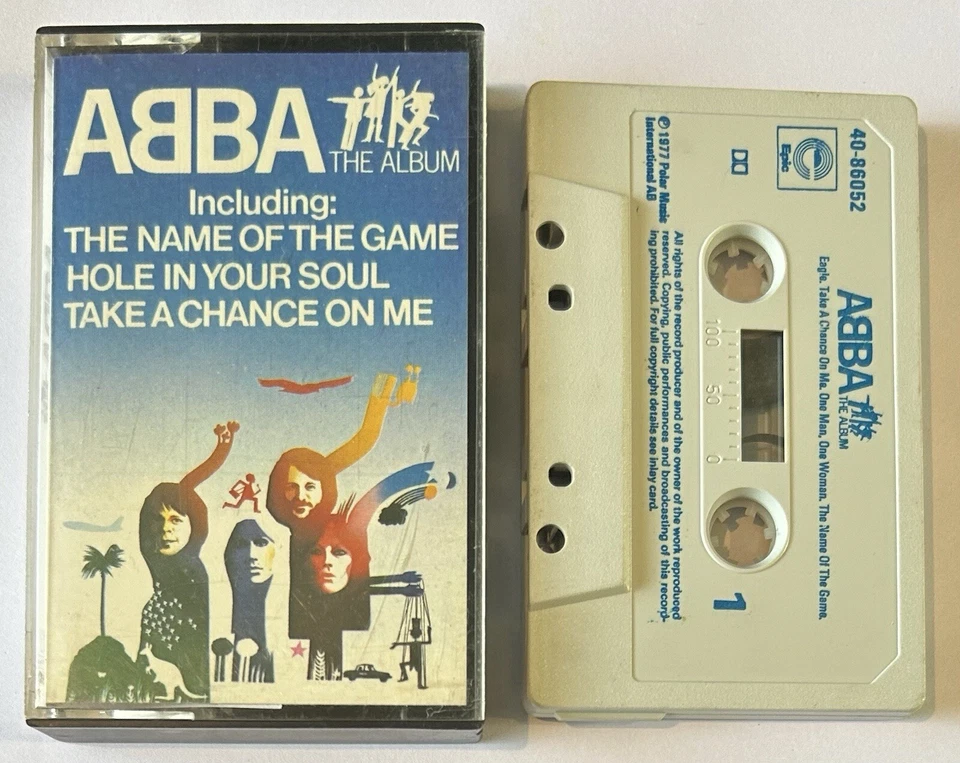 ABBA
THE ALBUM
Including:
THE NAME OF THE GAME
HOLE IN YOUR SOUL
TAKE A CHANCE ON ME
40-86052
Epic
ABBA
THE ALBUM
Eagle. Take A Chance On Me. One Man, One Woman. The Name Of The Game.
100 50 0
1
℗ 1977 Polar Music
International AB
All rights of the record producer and of the owner of the work reproduced
reserved. Copying, public performances and broadcasting of this record-
ing prohibited. For full copyright details see inlay card.